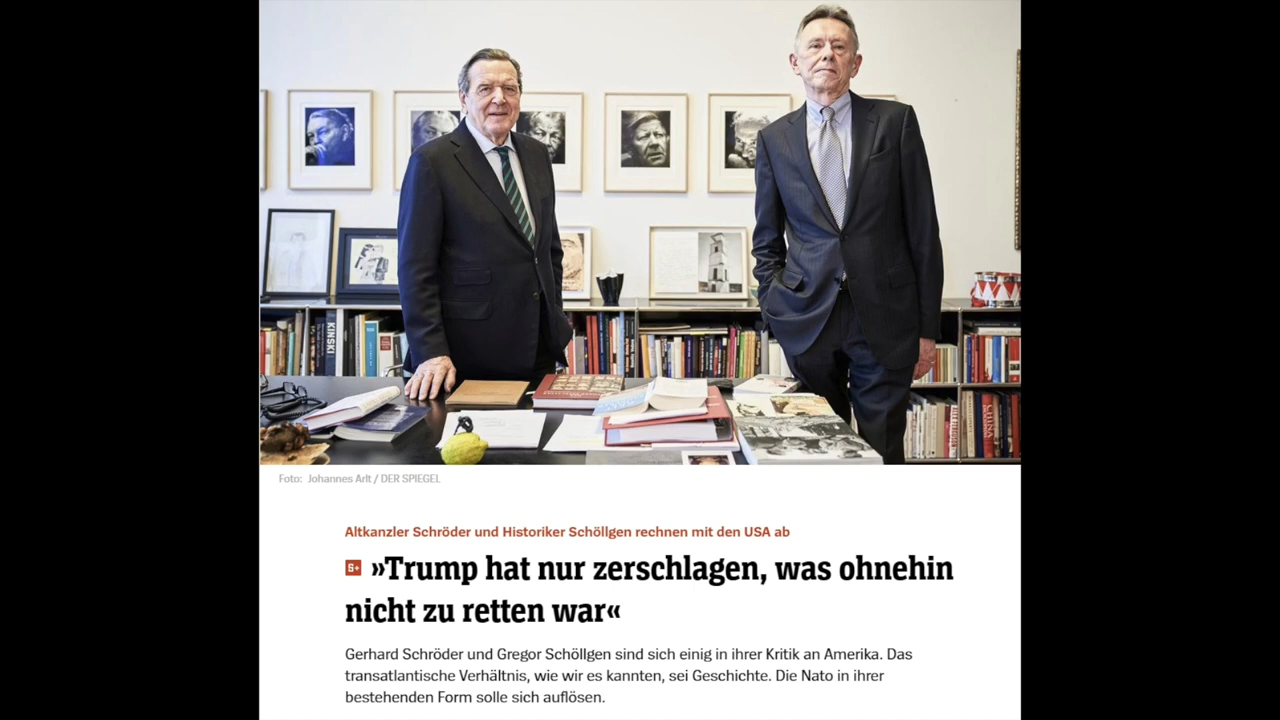 KINSKI
CHINA
Foto: Johannes Arlt / DER SPIEGEL
Altkanzler Schröder und Historiker Schöllgen rechnen mit den USA ab
S+ »Trump hat nur zerschlagen, was ohnehin
nicht zu retten war«
Gerhard Schröder und Gregor Schöllgen sind sich einig in ihrer Kritik an Amerika. Das
transatlantische Verhältnis, wie wir es kannten, sei Geschichte. Die Nato in ihrer
bestehenden Form solle sich auflösen.